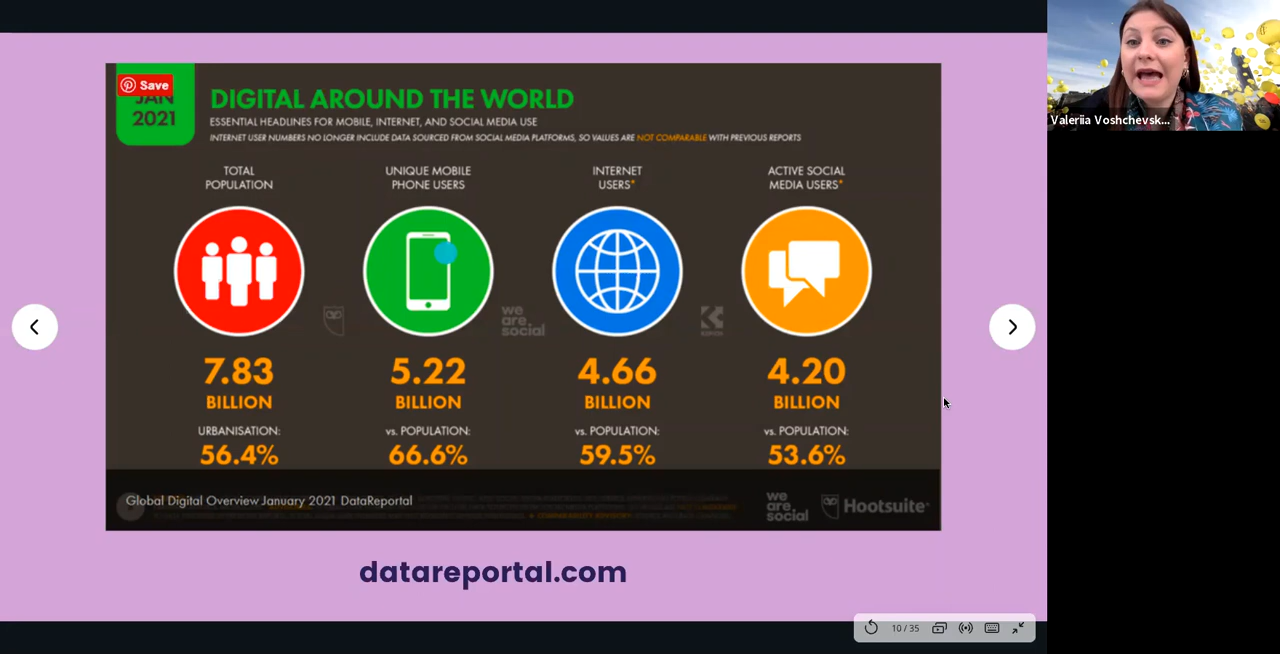 Save
JAN
2021
DIGITAL AROUND THE WORLD
ESSENTIAL HEADLINES FOR MOBILE, INTERNET, AND SOCIAL MEDIA USE
INTERNET USER NUMBERS NO LONGER INCLUDE DATA SOURCED FROM SOCIAL MEDIA PLATFORMS, SO VALUES ARE NOT COMPARABLE WITH PREVIOUS REPORTS
TOTAL
POPULATION
7.83
BILLION
URBANISATION:
56.4%
UNIQUE MOBILE
PHONE USERS
5.22
BILLION
vs. POPULATION:
66.6%
INTERNET
USERS*
4.66
BILLION
vs. POPULATION:
59.5%
ACTIVE SOCIAL
MEDIA USERS*
4.20
BILLION
vs. POPULATION:
53.6%
we
are
social
Global Digital Overview January 2021 DataReportal
we
are
social
Hootsuite
datareportal.com
10 / 35
Valeriia Voshchevsk...